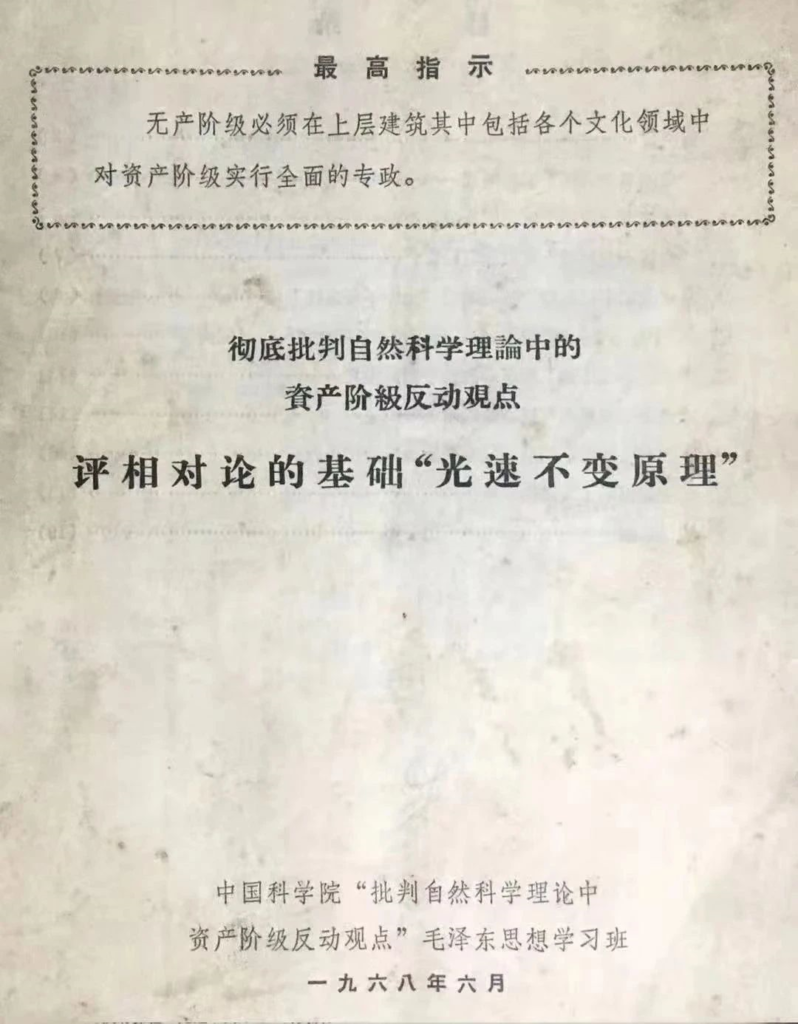 最高指示
无产阶级必须在上层建筑其中包括各个文化领域中
对资产阶级实行全面的专政。
彻底批判自然科学理論中的
資产阶級反动观点
评相对论的基础“光速不变原理”
中国科学院“批判自然科学理论中
资产阶级反动观点”毛泽东思想学习班
一九六八年六月